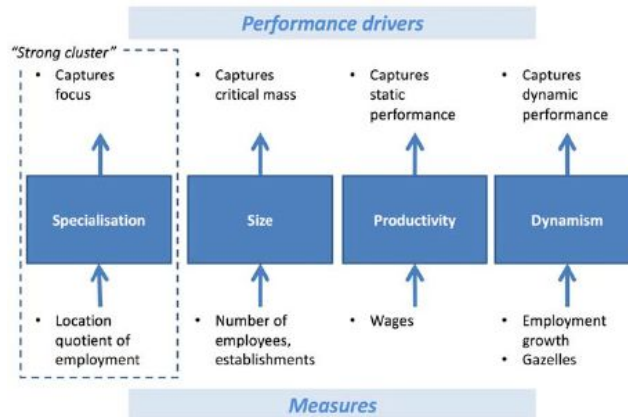 Performance drivers
“Strong cluster”
• Captures
focus
• Captures
critical mass
• Captures
static
performance
• Captures
dynamic
performance
Specialisation
Size
Productivity
Dynamism
• Location
quotient of
employment
• Number of
employees,
establishments
• Wages
• Employment
growth
• Gazelles
Measures